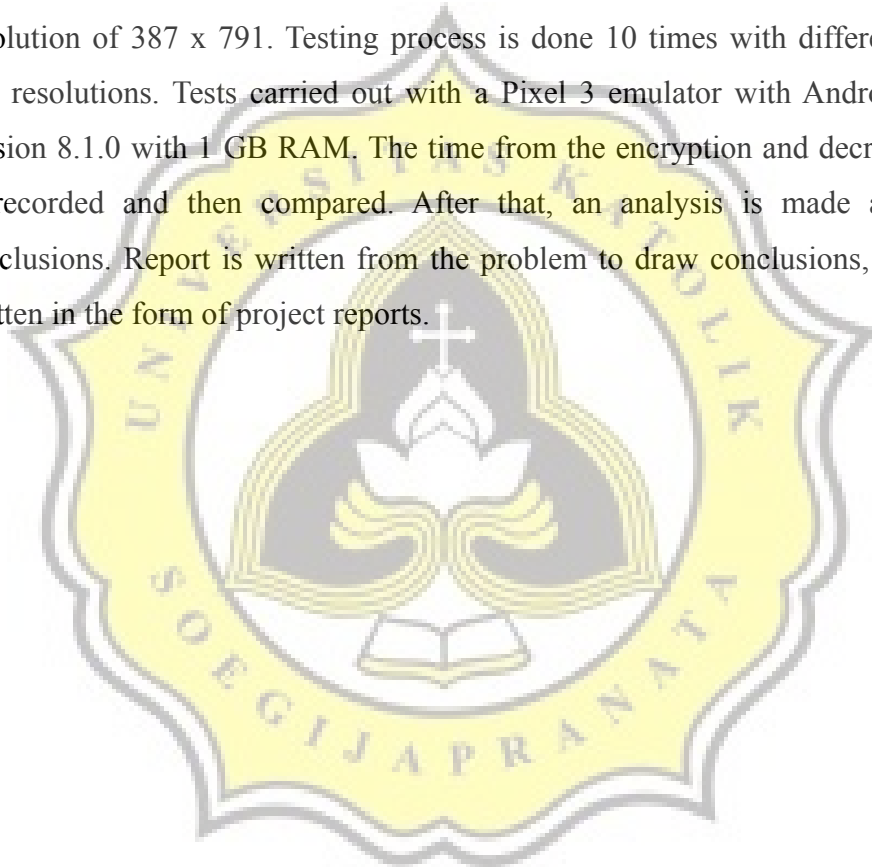 olution of 387 x 791. Testing process is done 10 times with differe
resolutions. Tests carried out with a Pixel 3 emulator with Andro
sion 8.1.0 with 1 GB RAM. The time from the encryption and decr
recorded and then compared. After that, an analysis is made a
clusions. Report is written from the problem to draw conclusions,
tten in the form of project reports.
UNIVERSITAS KATOLIK
SOEGIJAPRANATA